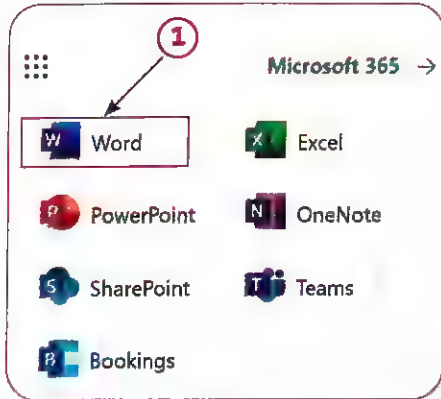 1
Microsoft 365 →
W Word
X Excel
P PowerPoint
N OneNote
S SharePoint
T Teams
B Bookings